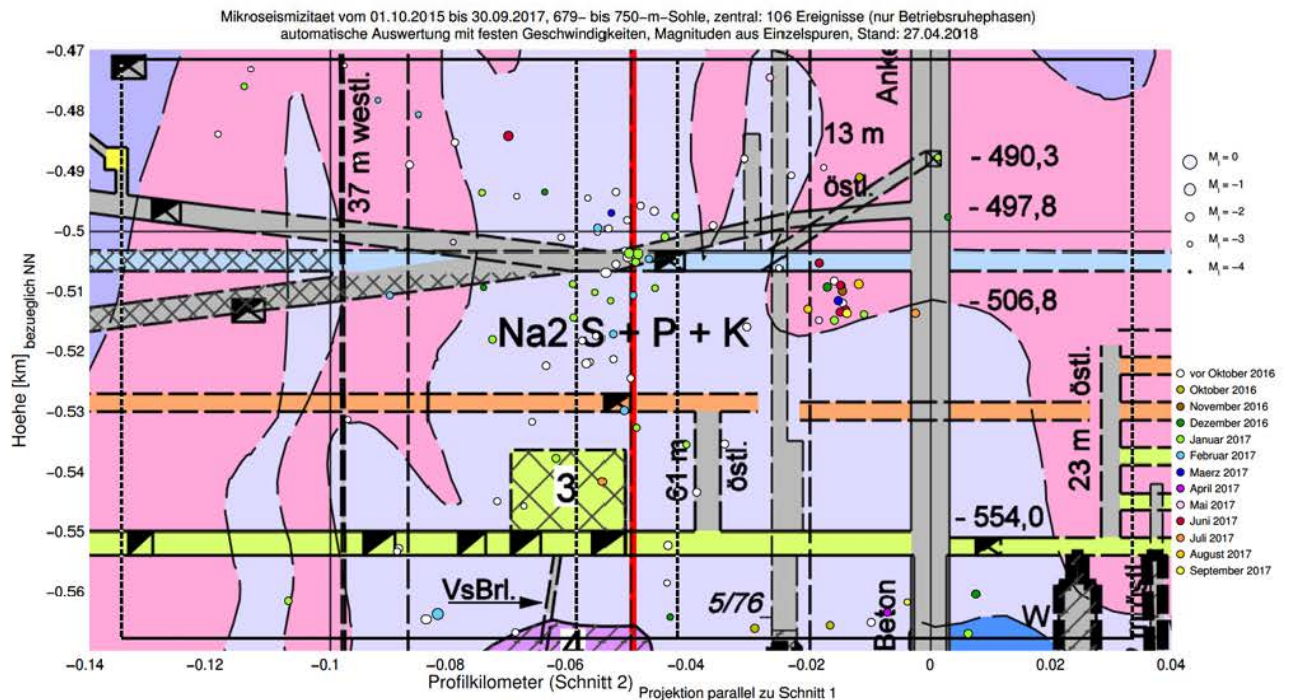 Mikroseismizitaet vom 01.10.2015 bis 30.09.2017, 679− bis 750−m−Sohle, zentral: 106 Ereignisse (nur Betriebsruhephasen)
automatische Auswertung mit festen Geschwindigkeiten, Magnituden aus Einzelspuren, Stand: 27.04.2018
Hoehe [km] bezueglich NN
−0.47
−0.48
−0.49
−0.5
−0.51
−0.52
−0.53
−0.54
−0.55
−0.56
37 m westl.
13 m
östl.
Anke
- 490,3
- 497,8
- 506,8
Na2 S + P + K
3
61 m
östl.
23 m östl.
- 554,0
VsBrl.
4
5/76
Beton
W
M_l = 0
M_l = −1
M_l = −2
M_l = −3
M_l = −4
vor Oktober 2016
Oktober 2016
November 2016
Dezember 2016
Januar 2017
Februar 2017
Maerz 2017
April 2017
Mai 2017
Juni 2017
Juli 2017
August 2017
September 2017
−0.14
−0.12
−0.1
−0.08
−0.06
−0.04
−0.02
0
0.02
0.04
Profilkilometer (Schnitt 2)
Projektion parallel zu Schnitt 1